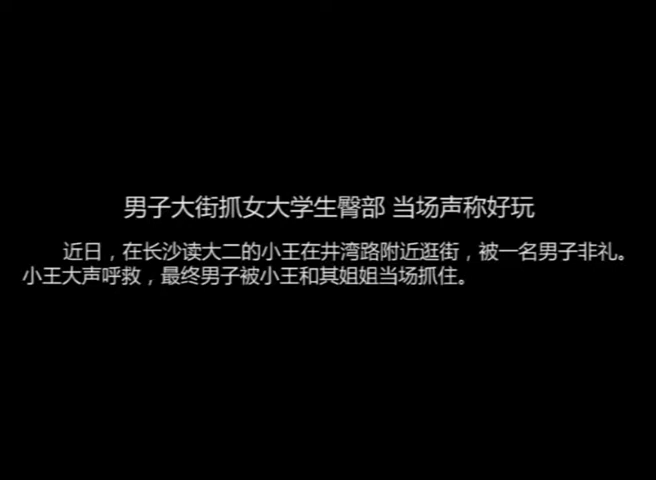 男子大街抓女大学生臀部 当场声称好玩
近日，在长沙读大二的小王在井湾路附近逛街，被一名男子非礼。
小王大声呼救，最终男子被小王和其姐姐当场抓住。